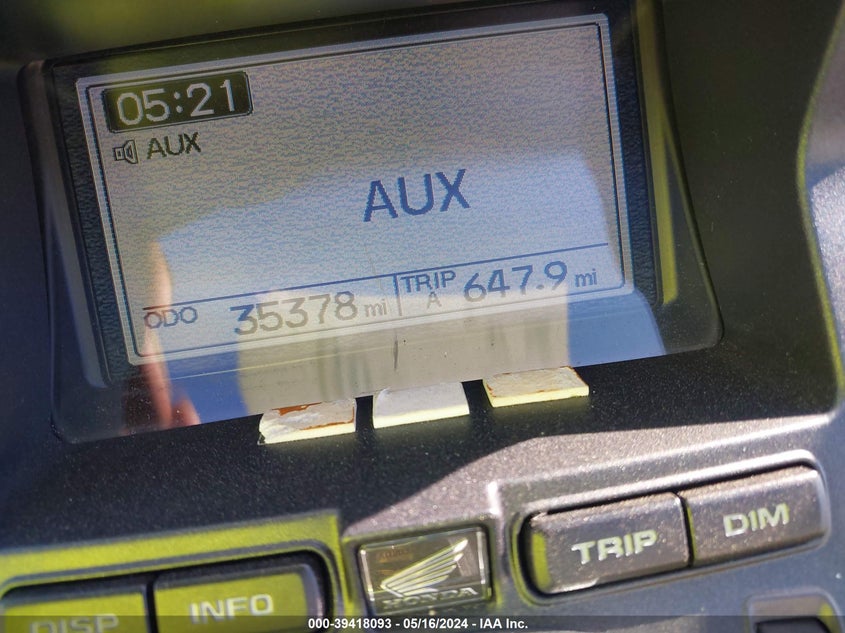 05:21
AUX
AUX
ODO 35378 mi TRIP A 647.9 mi
TRIP DIM
DISP INFO
HONDA
000-39418093 - 05/16/2024 - IAA Inc.